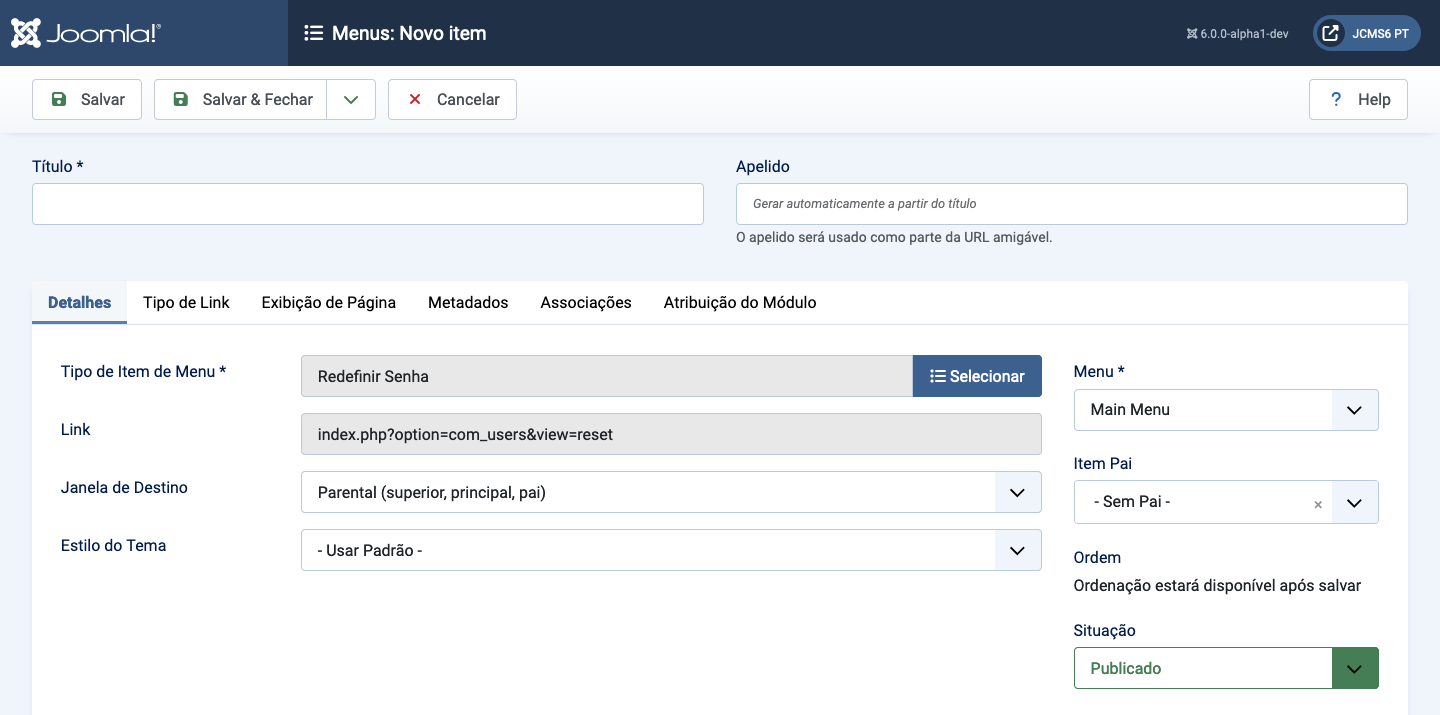 Joomla!®
Menus: Novo item
6.0.0-alpha1-dev
JCMS6 PT
Salvar
Salvar & Fechar
Cancelar
? Help
Título *
Apelido
Gerar automaticamente a partir do título
O apelido será usado como parte da URL amigável.
Detalhes Tipo de Link Exibição de Página Metadados Associações Atribuição do Módulo
Tipo de Item de Menu *
Redefinir Senha
Selecionar
Link
index.php?option=com_users&view=reset
Janela de Destino
Parental (superior, principal, pai)
Estilo do Tema
- Usar Padrão -
Menu *
Main Menu
Item Pai
- Sem Pai - ×
Ordem
Ordenação estará disponível após salvar
Situação
Publicado